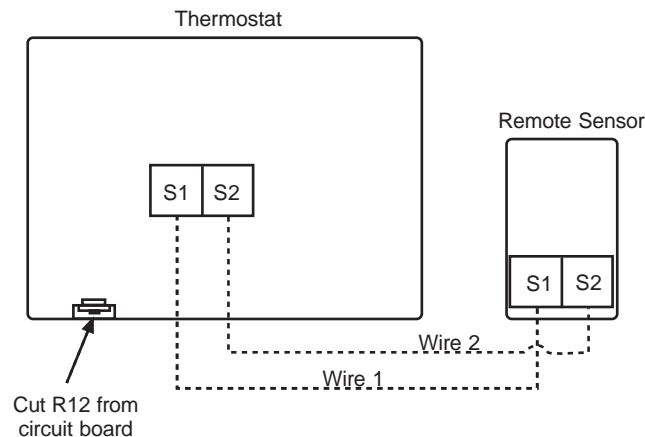 Thermostat
Remote Sensor
S1 S2
S1 S2
Wire 2
Wire 1
Cut R12 from
circuit board